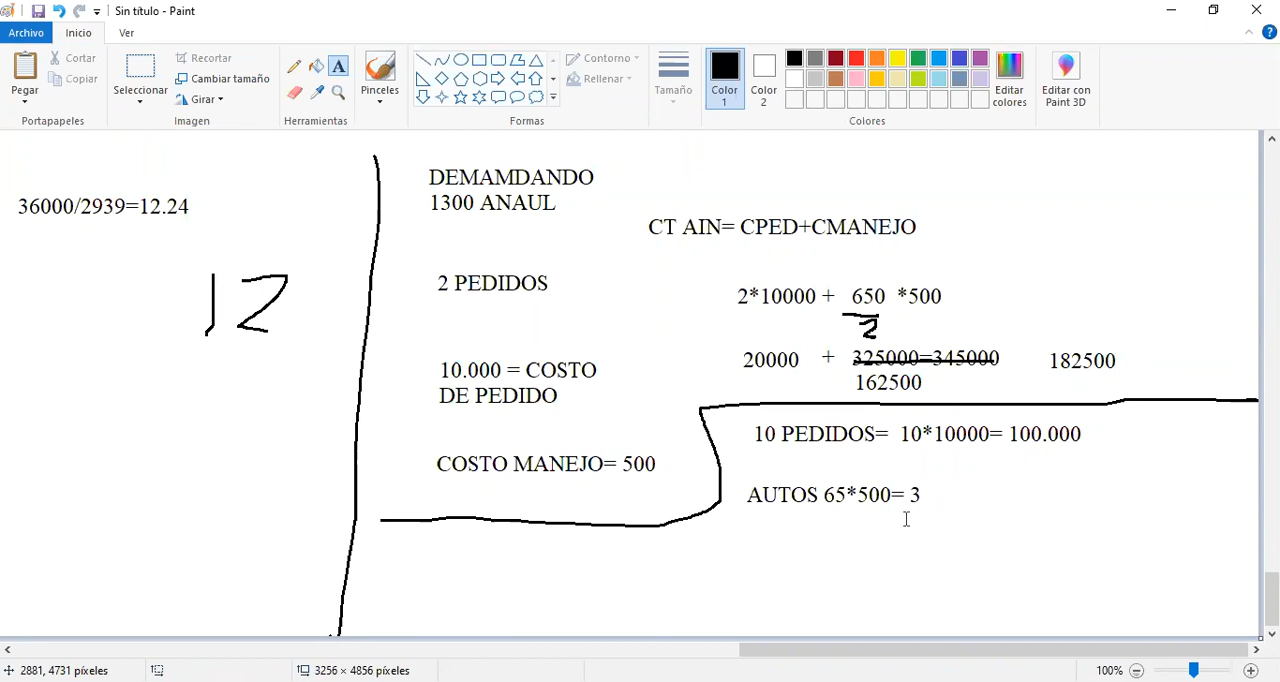 Sin título - Paint
Archivo
Inicio
Ver
Pegar
Cortar
Copiar
Portapapeles
Seleccionar
Recortar
Cambiar tamaño
Girar
Imagen
A
Herramientas
Pinceles
Contorno
Rellenar
Formas
Tamaño
Color
1
Color
2
Editar
colores
Colores
Editar con
Paint 3D
36000/2939=12.24
12
DEMAMDANDO
1300 ANAUL
2 PEDIDOS
10.000 = COSTO
DE PEDIDO
COSTO MANEJO= 500
CT AIN= CPED+CMANEJO
2*10000 + 650 *500
2
20000 + 325000=345000 182500
162500
10 PEDIDOS= 10*10000= 100.000
AUTOS 65*500= 3
2881, 4731 píxeles
3256 × 4856 píxeles
100%